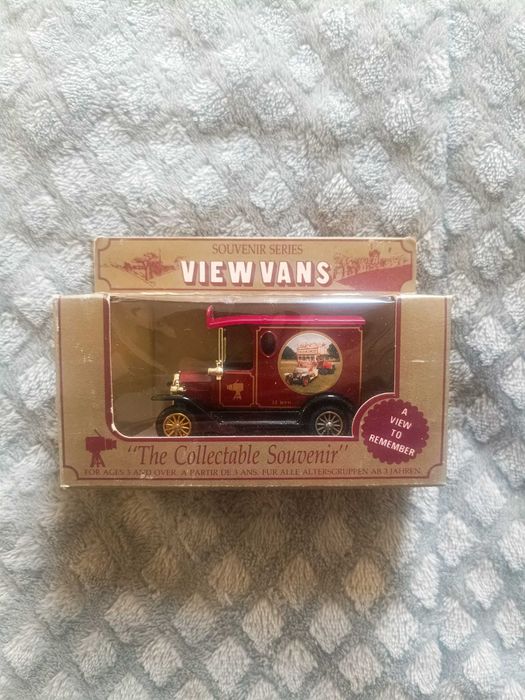 SOUVENIR SERIES
VIEW VANS
A
VIEW
TO
REMEMBER
"The Collectable Souvenir"
FOR AGES 3 AND OVER. A PARTIR DE 3 ANS. FUR ALLE ALTERSGRUPPEN AB 3 JAHREN.